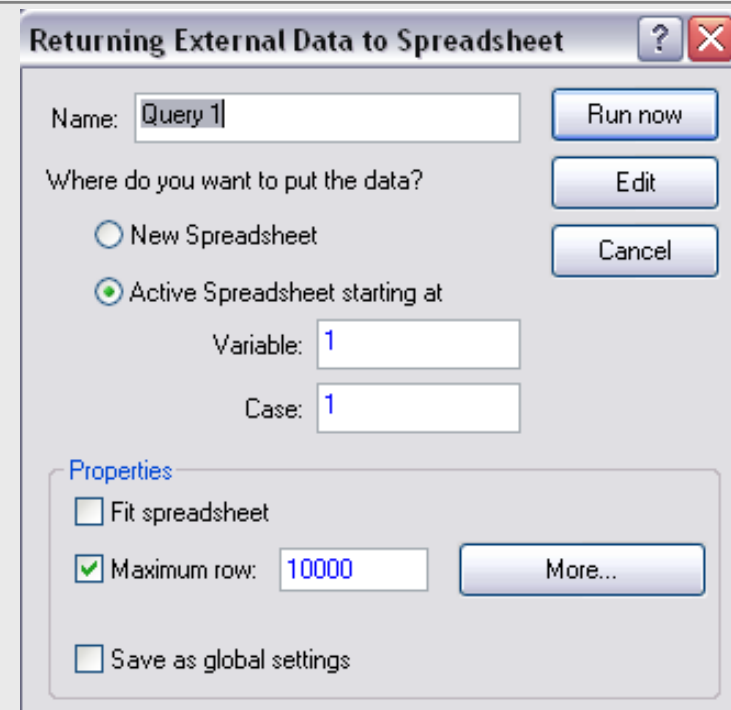 Returning External Data to Spreadsheet ?
Name: Query 1 Run now
Where do you want to put the data? Edit
New Spreadsheet Cancel
Active Spreadsheet starting at
Variable: 1
Case: 1
Properties
Fit spreadsheet
Maximum row: 10000 More...
Save as global settings